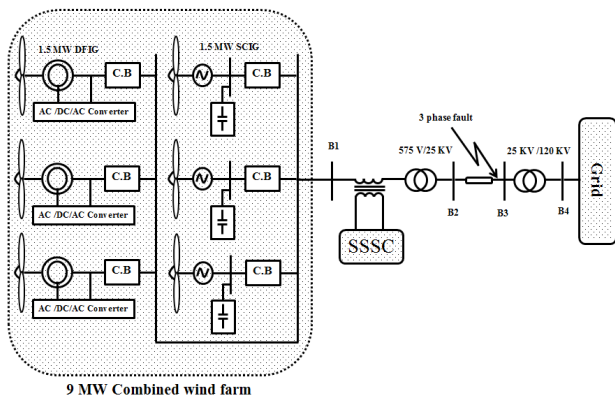 1.5 MW DFIG
1.5 MW SCIG
C.B
C.B
AC /DC/AC Converter
C.B
C.B
AC /DC/AC Converter
C.B
C.B
AC /DC/AC Converter
9 MW Combined wind farm
B1
SSSC
575 V/25 KV
3 phase fault
B2
B3
25 KV /120 KV
B4
Grid